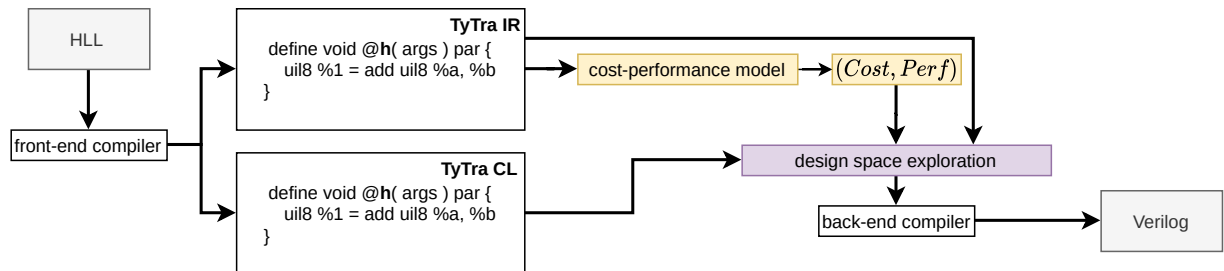 HLL
front-end compiler
TyTra IR
define void @h( args ) par {
uil8 %1 = add uil8 %a, %b
}
cost-performance model
(Cost, Perf)
TyTra CL
define void @h( args ) par {
uil8 %1 = add uil8 %a, %b
}
design space exploration
back-end compiler
Verilog